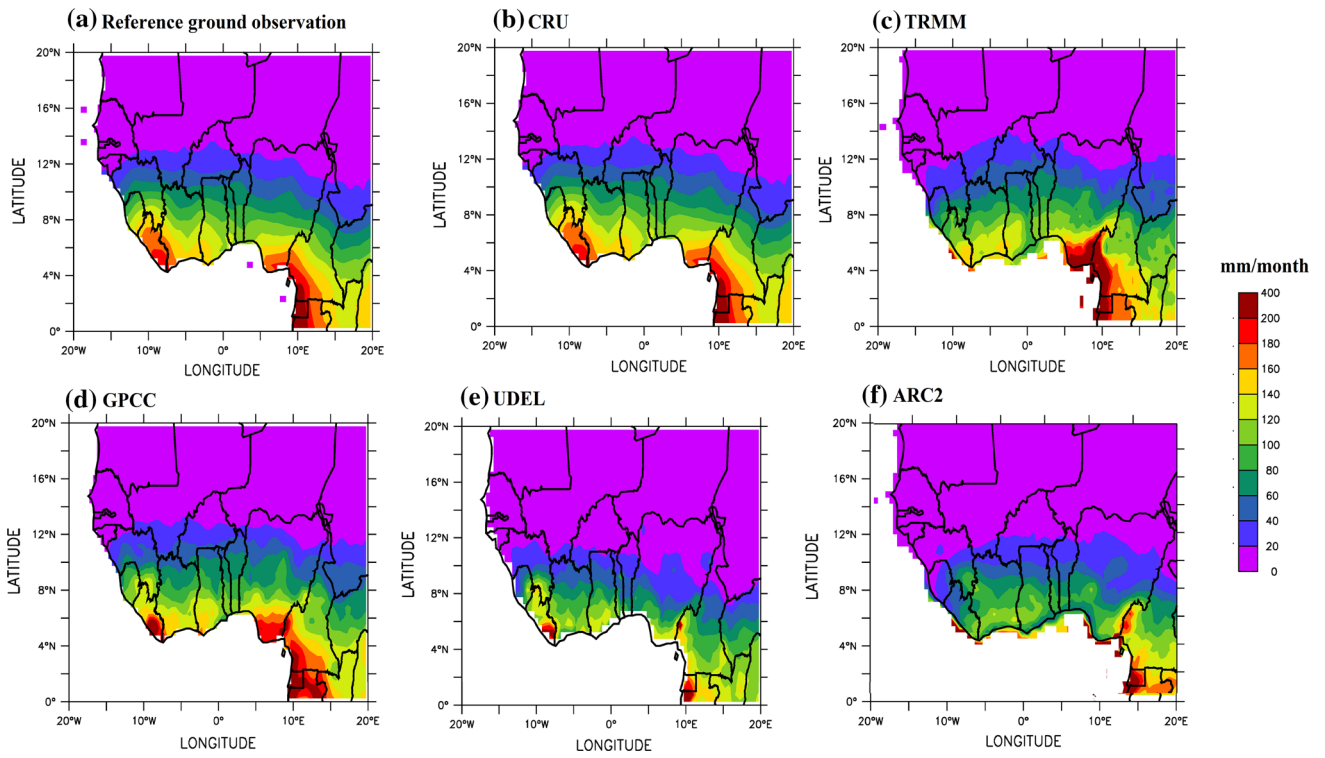 (a) Reference ground observation
(b) CRU
(c) TRMM
20°N
16°N
12°N
8°N
4°N
0°
LATITUDE
20°W
10°W
0°
10°E
20°E
LONGITUDE
20°N
16°N
12°N
8°N
4°N
0°
LATITUDE
20°W
10°W
0°
10°E
20°E
LONGITUDE
20°N
16°N
12°N
8°N
4°N
0°
LATITUDE
20°W
10°W
0°
10°E
20°E
LONGITUDE
mm/month
400
200
180
160
140
120
100
80
60
40
20
0
(d) GPCC
(e) UDEL
(f) ARC2
20°N
16°N
12°N
8°N
4°N
0°
LATITUDE
20°W
10°W
0°
10°E
20°E
LONGITUDE
20°N
16°N
12°N
8°N
4°N
0°
LATITUDE
20°W
10°W
0°
10°E
20°E
LONGITUDE
20°N
16°N
12°N
8°N
4°N
0°
LATITUDE
20°W
10°W
0°
10°E
20°E
LONGITUDE